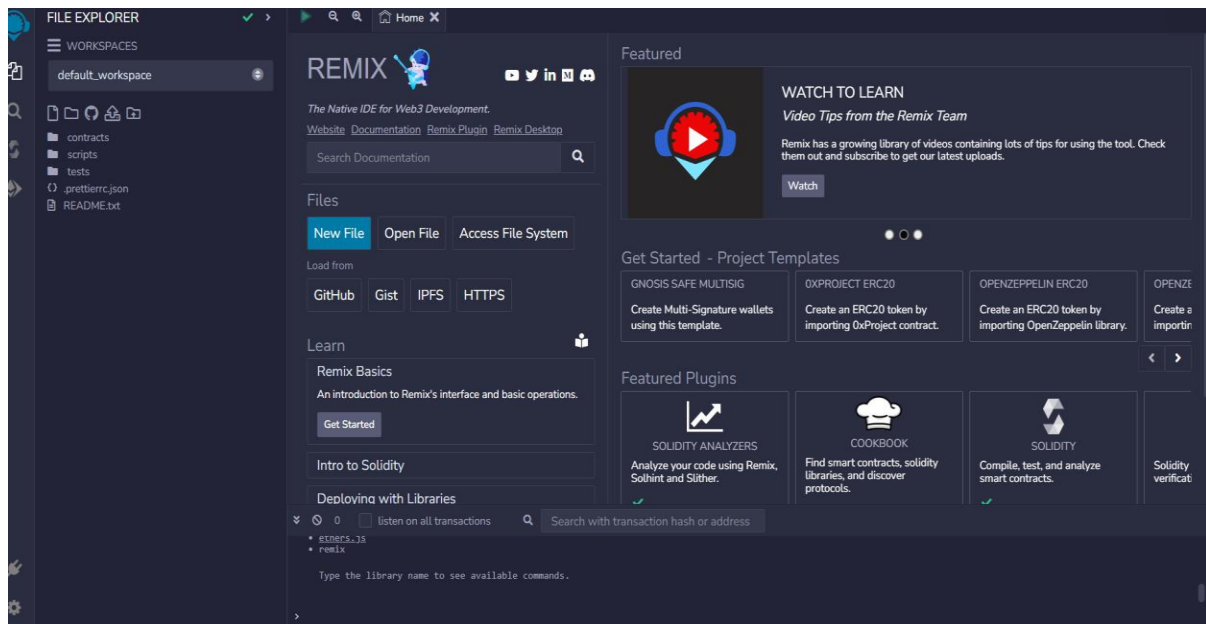 FILE EXPLORER
WORKSPACES
default_workspace
contracts
scripts
tests
.prettierrc.json
README.txt
Home
REMIX
The Native IDE for Web3 Development.
Website Documentation Remix Plugin Remix Desktop
Search Documentation
Files
New File Open File Access File System
Load from
GitHub Gist IPFS HTTPS
Learn
Remix Basics
An introduction to Remix's interface and basic operations.
Get Started
Intro to Solidity
Deploying with Libraries
Featured
WATCH TO LEARN
Video Tips from the Remix Team
Remix has a growing library of videos containing lots of tips for using the tool. Check
them out and subscribe to get our latest uploads.
Watch
Get Started - Project Templates
GNOSIS SAFE MULTISIG
Create Multi-Signature wallets
using this template.
0XPROJECT ERC20
Create an ERC20 token by
importing 0xProject contract.
OPENZEPPELIN ERC20
Create an ERC20 token by
importing OpenZeppelin library.
OPENZE
Create a
importin
Featured Plugins
SOLIDITY ANALYZERS
Analyze your code using Remix,
Solhint and Slither.
COOKBOOK
Find smart contracts, solidity
libraries, and discover
protocols.
SOLIDITY
Compile, test, and analyze
smart contracts.
Solidity
verificati
0 listen on all transactions Search with transaction hash or address
• ethers.js
• remix
Type the library name to see available commands.
>